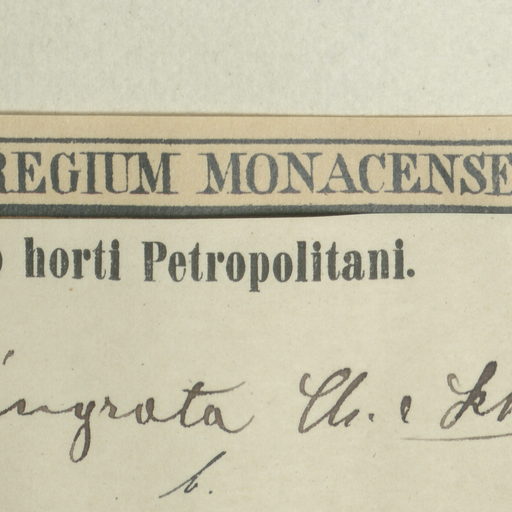 REGIUM MONACENSE
horti Petropolitani.
ingrata Ch. e Sch
b.